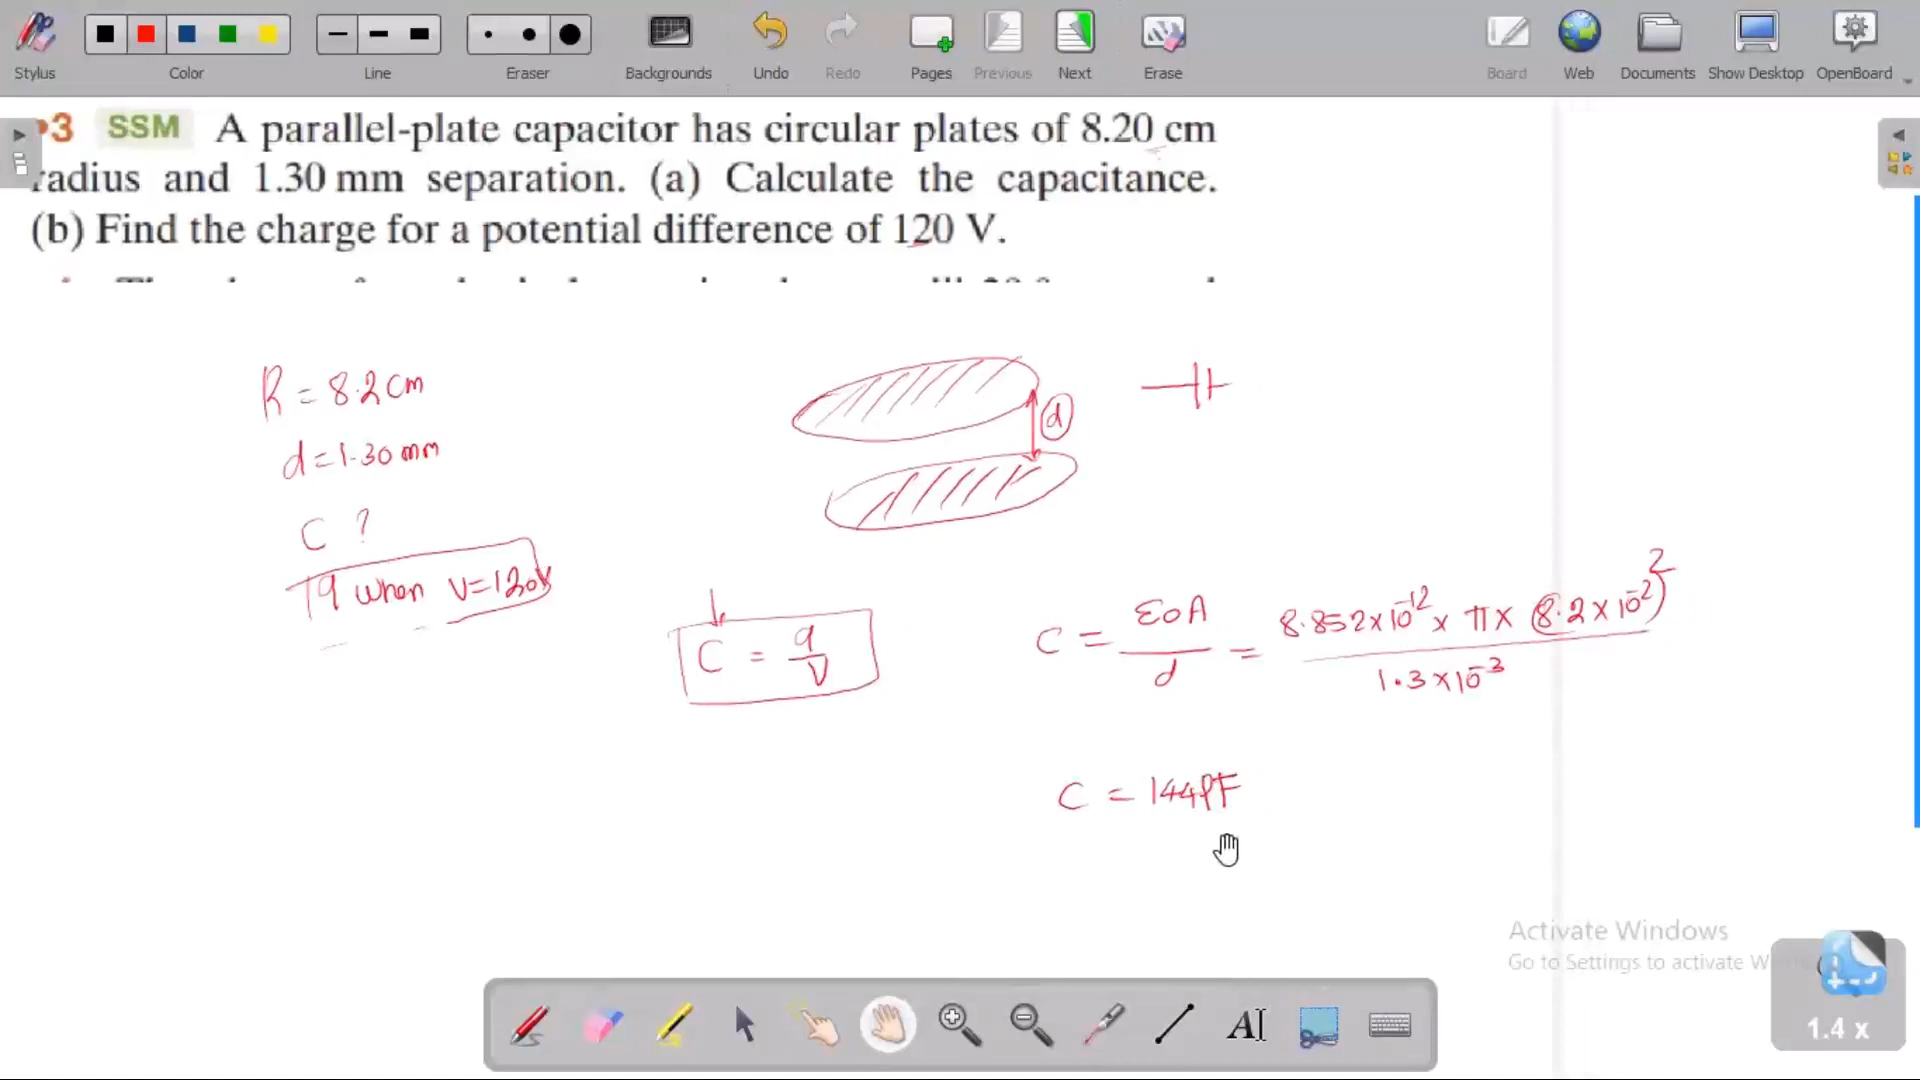 Stylus
Color
Line
Eraser
Backgrounds
Undo
Redo
Pages
Previous
Next
Erase
Board
Web
Documents
Show Desktop
OpenBoard
•3 SSM A parallel-plate capacitor has circular plates of 8.20 cm
radius and 1.30 mm separation. (a) Calculate the capacitance.
(b) Find the charge for a potential difference of 120 V.
R = 8.2 cm
d = 1.30 mm
C ?
q when V=120V
d
C = q/V
C = ε0A/d = 8.852×10⁻¹² × π × (8.2×10⁻²)² / 1.3×10⁻³
C = 144PF
Activate Windows
Go to Settings to activate
1.4 x